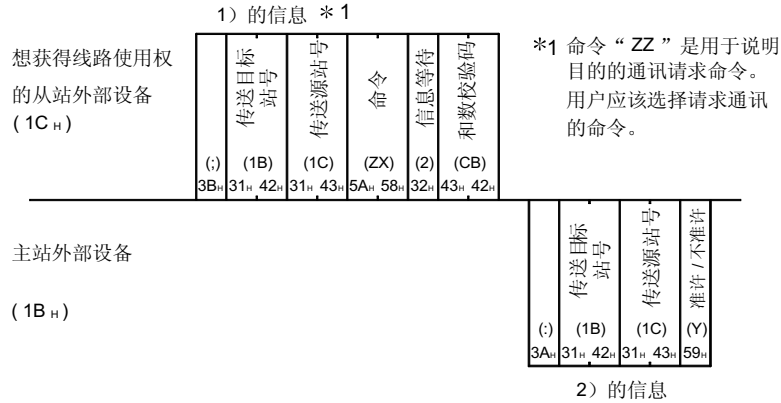 1）的信息 ＊1
想获得线路使用权
的从站外部设备
( 1C H )
传送目标
站号
传送源站号
命令
信息等待
和数校验码
(;) (1B) (1C) (ZX) (2) (CB)
3BH 31H 42H 31H 43H 5AH 58H 32H 43H 42H
＊1 命令“ ZZ ”是用于说明
目的的通讯请求命令。
用户应该选择请求通讯
的命令。
主站外部设备
( 1B H )
传送目标
站号
传送源站号
准许 / 不准许
(:) (1B) (1C) (Y)
3AH 31H 42H 31H 43H 59H
2）的信息